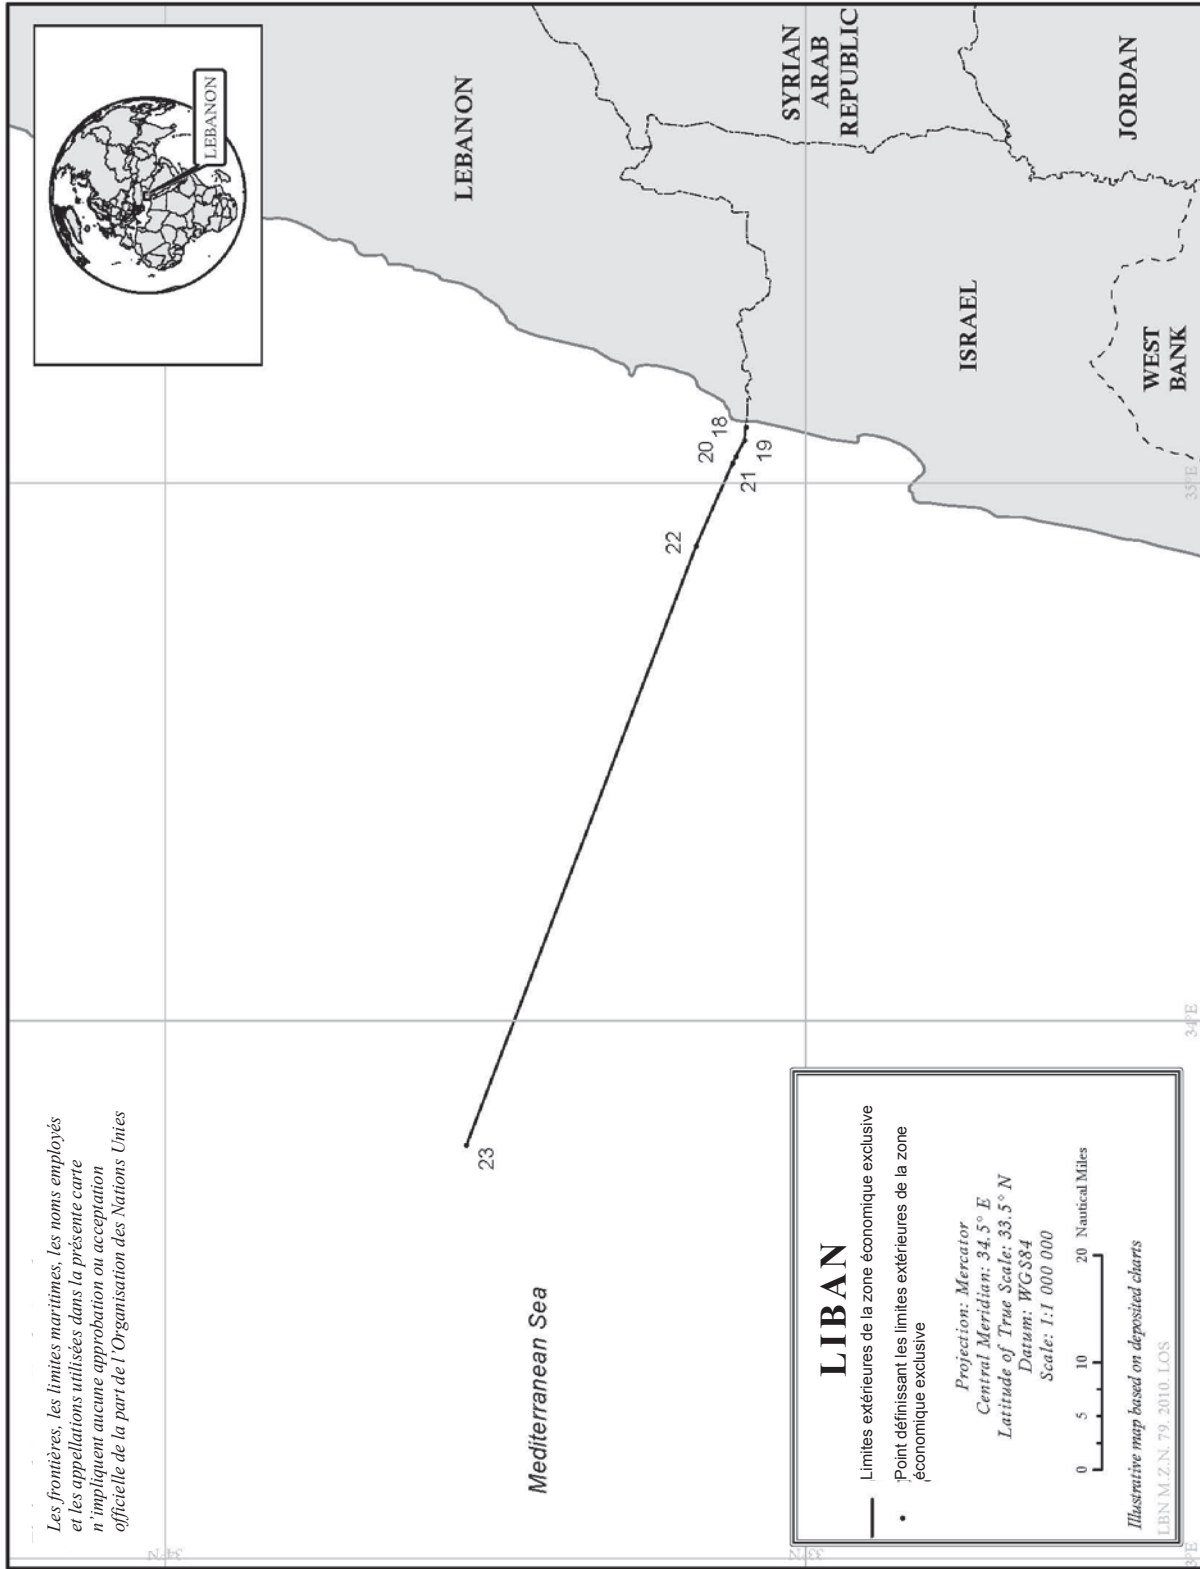 Les frontières, les limites maritimes, les noms employés
et les appellations utilisées dans la présente carte
n'impliquent aucune approbation ou acceptation
officielle de la part de l'Organisation des Nations Unies
LEBANON
LEBANON
SYRIAN
ARAB
REPUBLIC
JORDAN
ISRAEL
WEST
BANK
Mediterranean Sea
23
22
20
18
21
19
34°N
33°N
3°E
34°E
35°E
LIBAN
Limites extérieures de la zone économique exclusive
Point définissant les limites extérieures de la zone
économique exclusive
Projection: Mercator
Central Meridian: 34.5° E
Latitude of True Scale: 33.5° N
Datum: WGS84
Scale: 1:1 000 000
0 5 10 20 Nautical Miles
Illustrative map based on deposited charts
LBN M.Z.N. 79. 2010. LOS